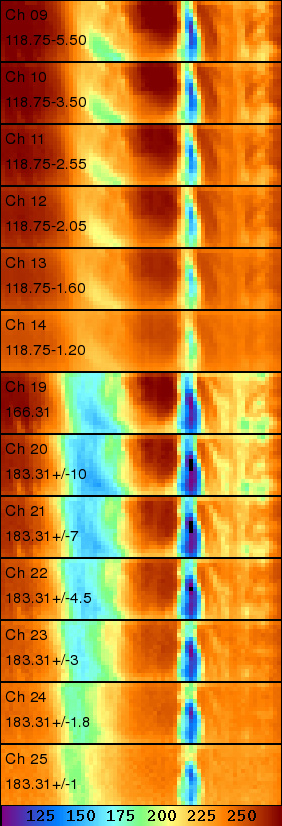 Ch 09
118.75-5.50
Ch 10
118.75-3.50
Ch 11
118.75-2.55
Ch 12
118.75-2.05
Ch 13
118.75-1.60
Ch 14
118.75-1.20
Ch 19
166.31
Ch 20
183.31+/-10
Ch 21
183.31+/-7
Ch 22
183.31+/-4.5
Ch 23
183.31+/-3
Ch 24
183.31+/-1.8
Ch 25
183.31+/-1
125 150 175 200 225 250